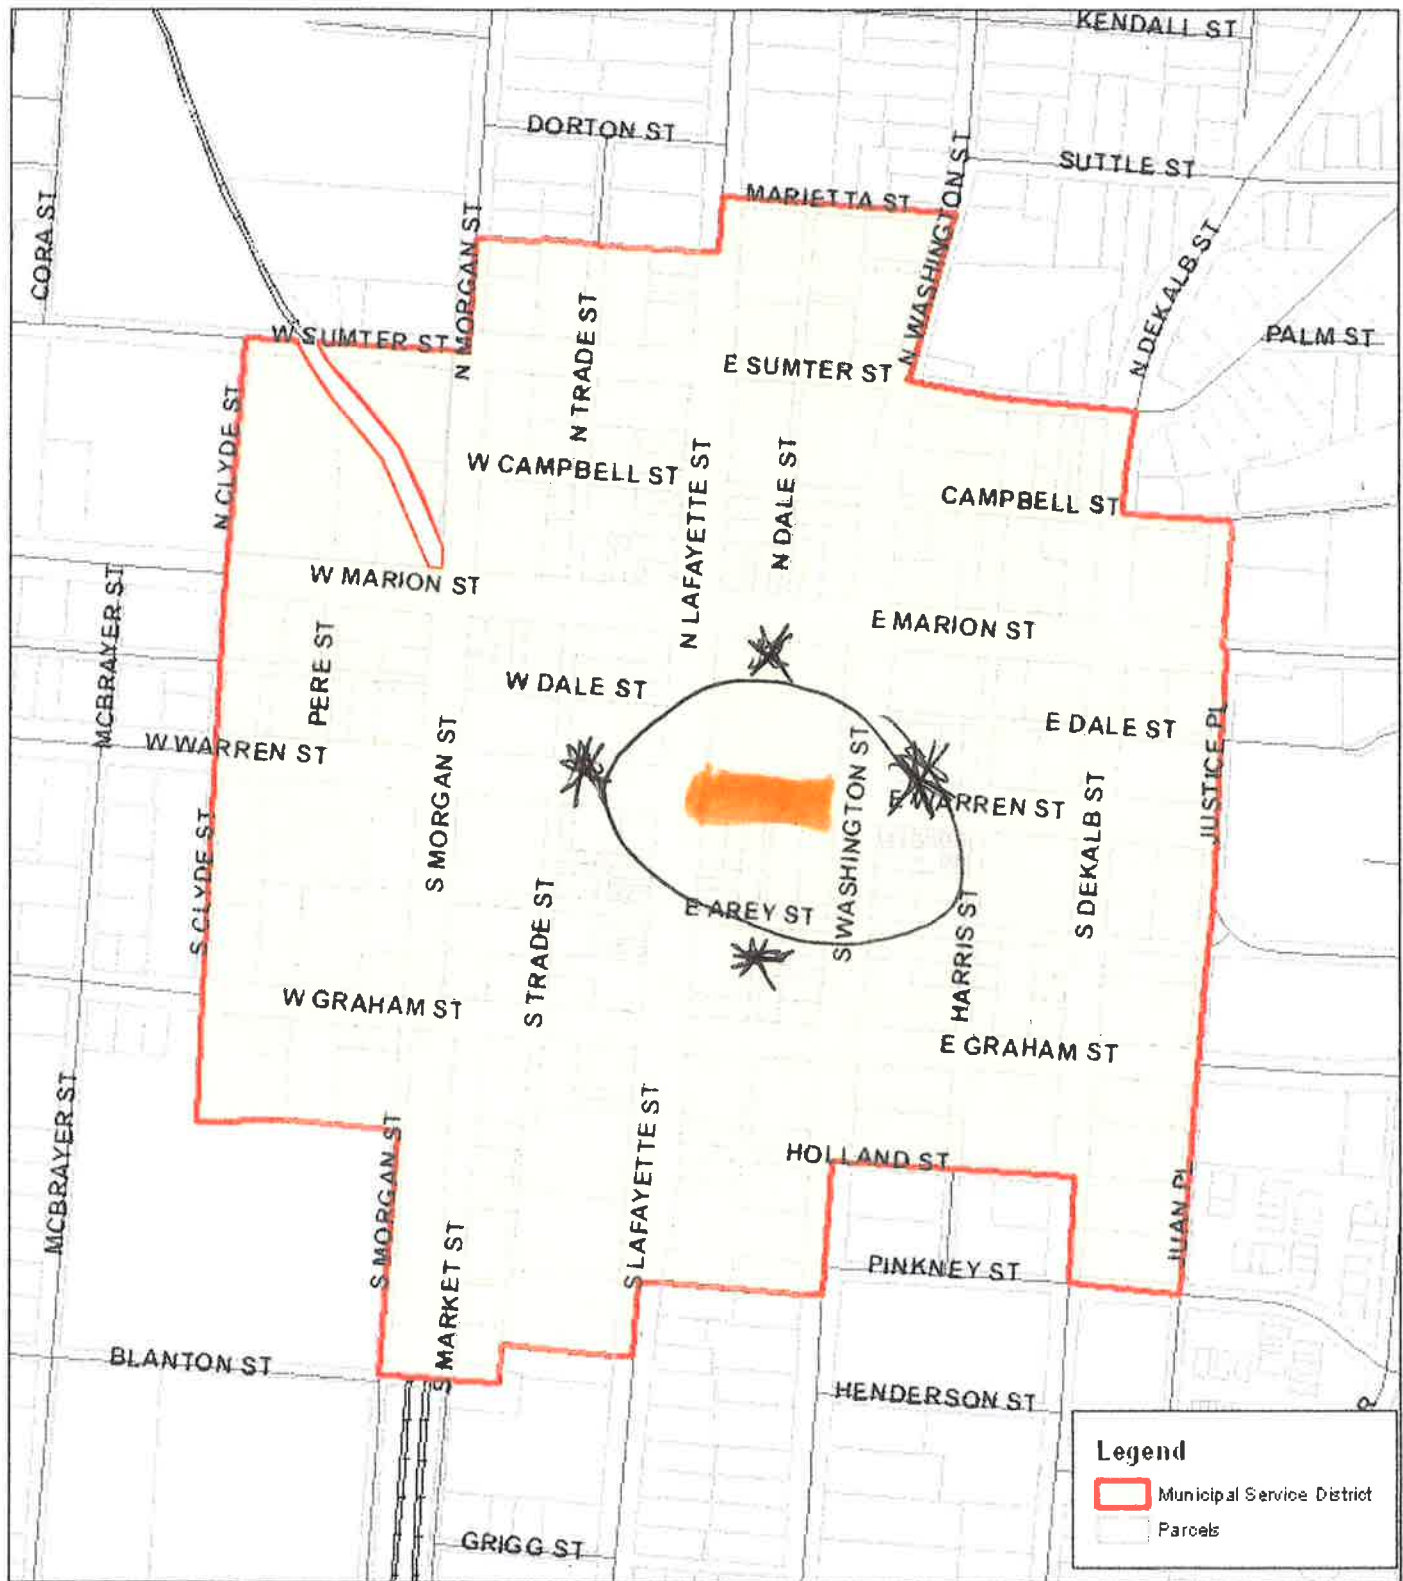 KENDALL ST
DORTON ST
SUTTLE ST
MARIETTA ST
N WASHINGTON ST
CORA ST
N MORGAN ST
N DEKALB ST
W SUMTER ST
N TRADE ST
E SUMTER ST
PALM ST
N CLYDE ST
W CAMPBELL ST
N LAFAYETTE ST
N DALE ST
CAMPBELL ST
W MARION ST
E MARION ST
MCBRAYER ST
PERE ST
W DALE ST
E DALE ST
JUSTICE PL
W WARREN ST
S MORGAN ST
S WASHINGTON ST
E WARREN ST
S DEKALB ST
S CLYDE ST
S TRADE ST
E AREY ST
HARRIS ST
W GRAHAM ST
E GRAHAM ST
MCBRAYER ST
S MORGAN ST
S LAFAYETTE ST
HOLLAND ST
JUAN PL
S MARKET ST
PINKNEY ST
BLANTON ST
HENDERSON ST
R
GRIGG ST
Legend
Municipal Service District
Parcels